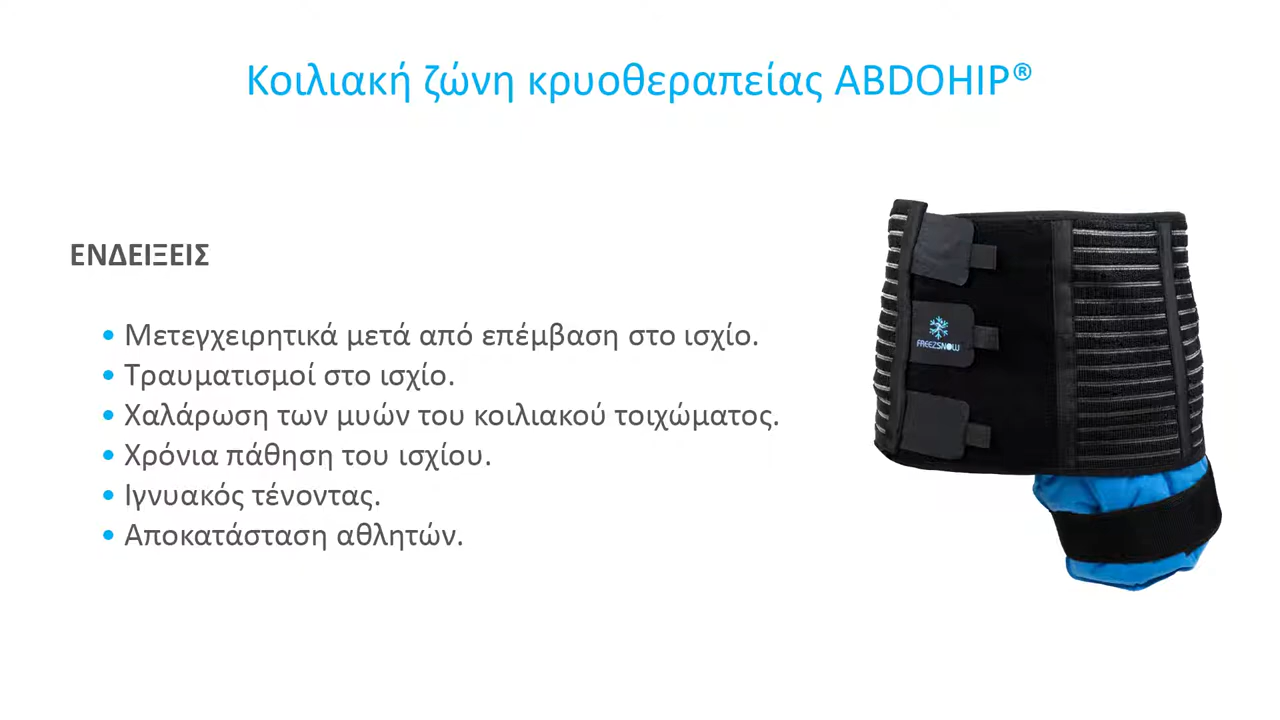 Κοιλιακή ζώνη κρυοθεραπείας ABDOHIP®
ΕΝΔΕΙΞΕΙΣ
• Μετεγχειρητικά μετά από επέμβαση στο ισχίο.
• Τραυματισμοί στο ισχίο.
• Χαλάρωση των μυών του κοιλιακού τοιχώματος.
• Χρόνια πάθηση του ισχίου.
• Ιγνυακός τένοντας.
• Αποκατάσταση αθλητών.
FREEZSNOW